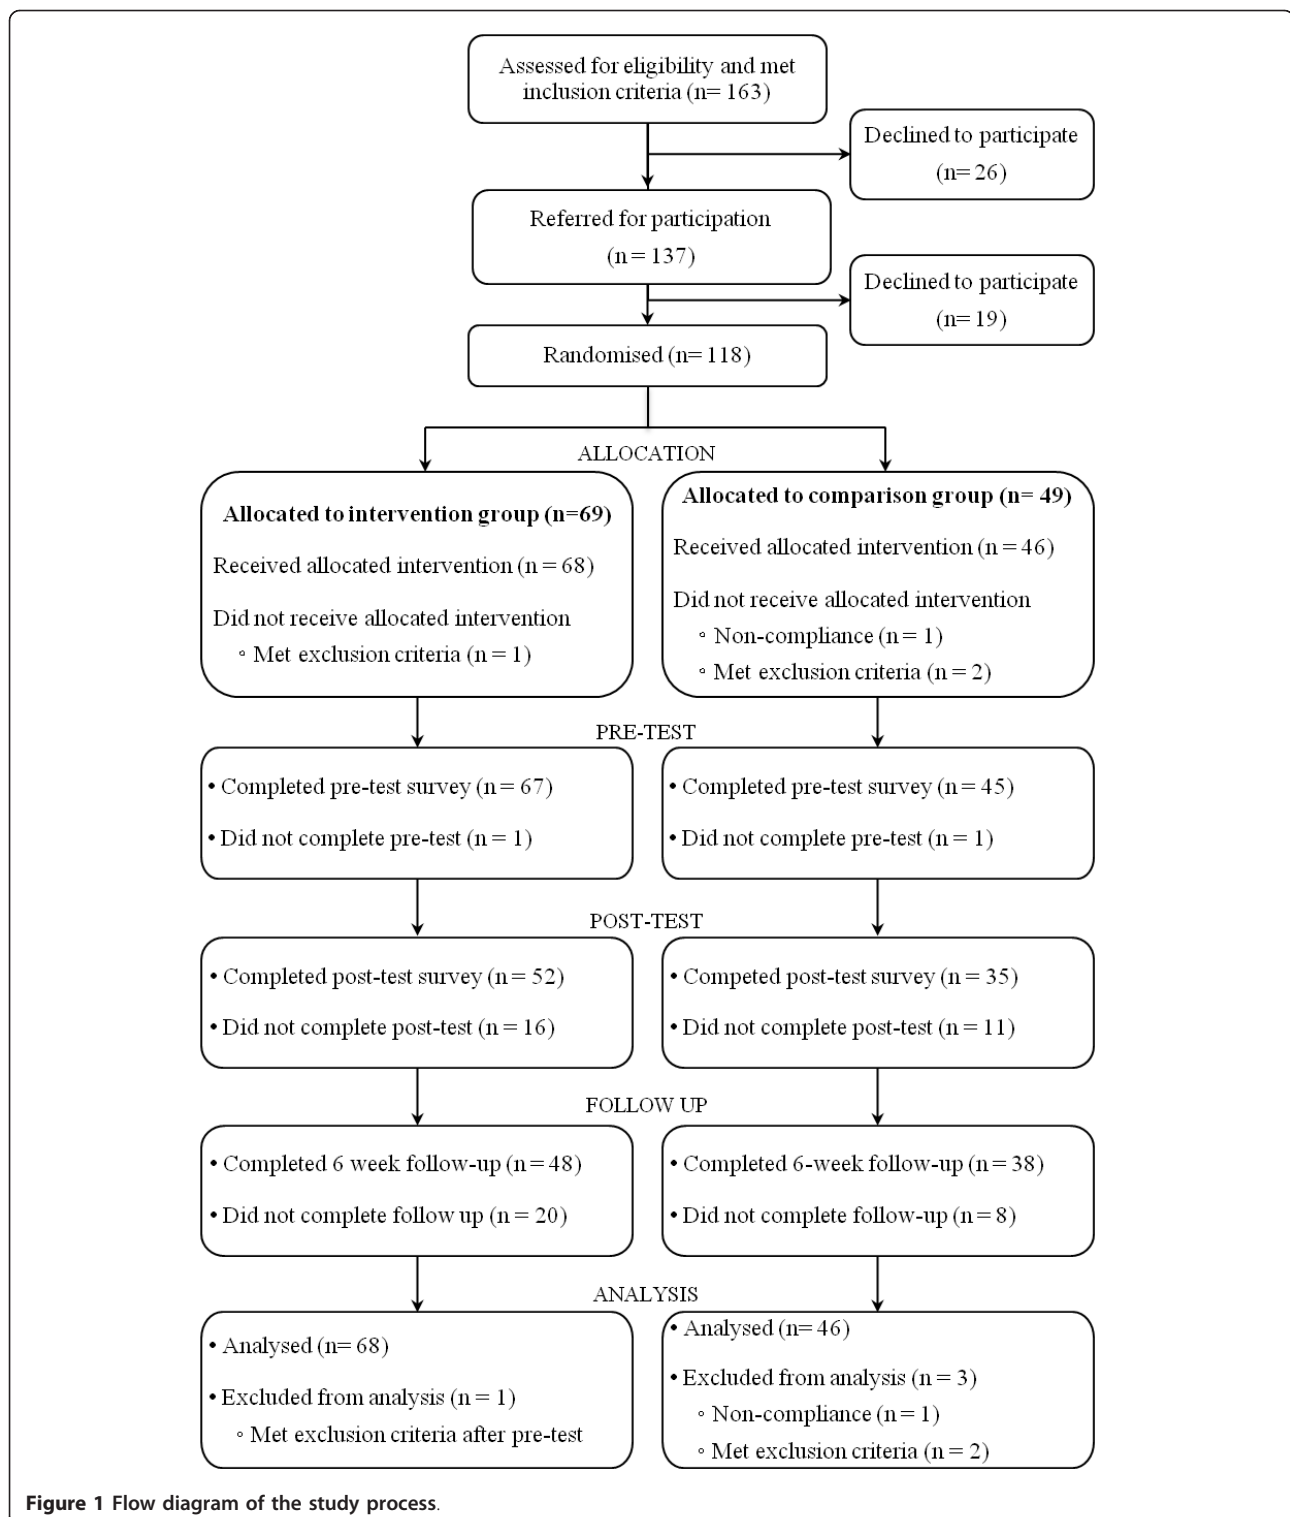 Assessed for eligibility and met
inclusion criteria (n= 163)
Declined to participate
(n= 26)
Referred for participation
(n = 137)
Declined to participate
(n= 19)
Randomised (n= 118)
ALLOCATION
Allocated to intervention group (n=69)
Received allocated intervention (n = 68)
Did not receive allocated intervention
◦ Met exclusion criteria (n = 1)
Allocated to comparison group (n= 49)
Received allocated intervention (n = 46)
Did not receive allocated intervention
◦ Non-compliance (n = 1)
◦ Met exclusion criteria (n = 2)
PRE-TEST
• Completed pre-test survey (n = 67)
• Did not complete pre-test (n = 1)
• Completed pre-test survey (n = 45)
• Did not complete pre-test (n = 1)
POST-TEST
• Completed post-test survey (n = 52)
• Did not complete post-test (n = 16)
• Competed post-test survey (n = 35)
• Did not complete post-test (n = 11)
FOLLOW UP
• Completed 6 week follow-up (n = 48)
• Did not complete follow up (n = 20)
• Completed 6-week follow-up (n = 38)
• Did not complete follow-up (n = 8)
ANALYSIS
• Analysed (n= 68)
• Excluded from analysis (n = 1)
◦ Met exclusion criteria after pre-test
• Analysed (n= 46)
• Excluded from analysis (n = 3)
◦ Non-compliance (n = 1)
◦ Met exclusion criteria (n = 2)
Figure 1 Flow diagram of the study process.